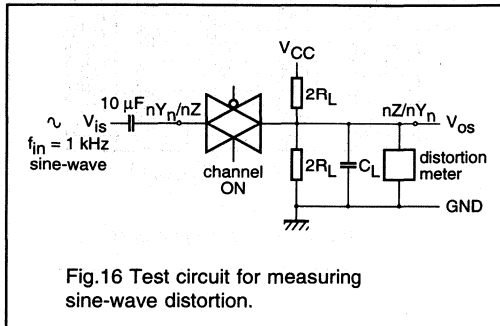 V_CC
10 μF nY_n/nZ
2R_L
nZ/nY_n
∼ V_is
V_os
f_in = 1 kHz
sine-wave
channel
ON
2R_L
C_L
distortion
meter
GND
Fig.16 Test circuit for measuring
sine-wave distortion.